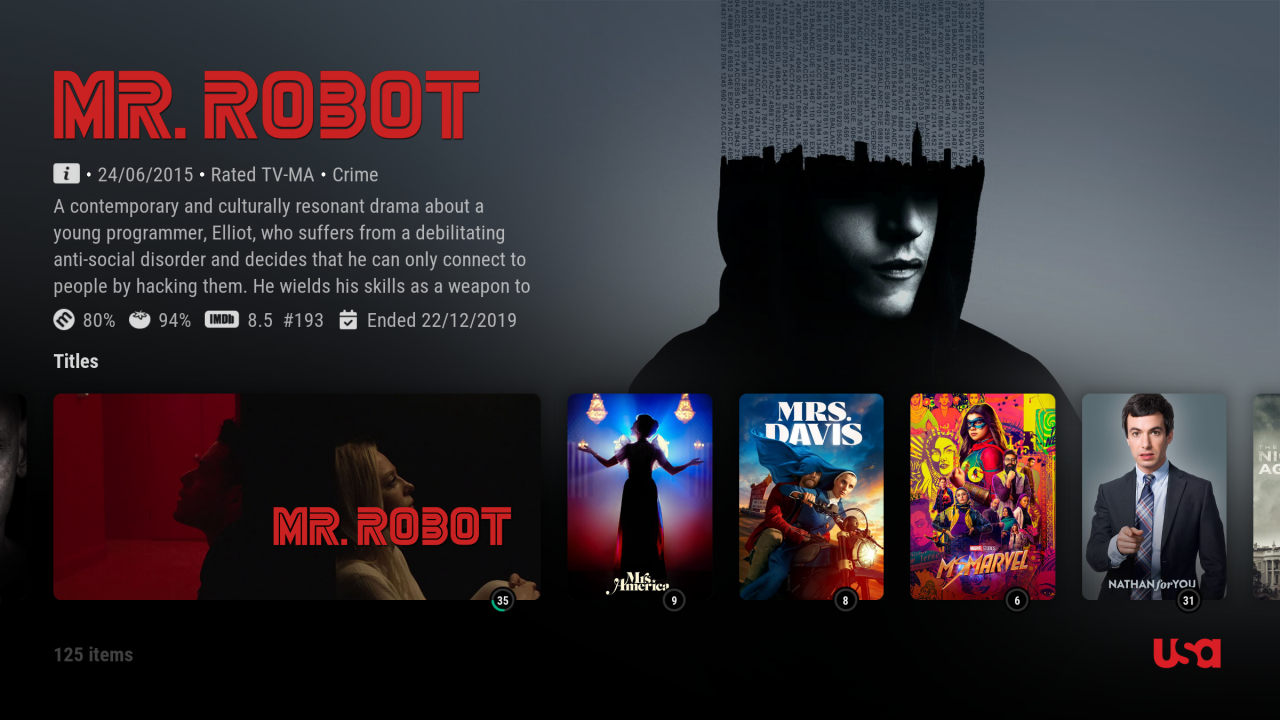 MR. ROBOT
i • 24/06/2015 • Rated TV-MA • Crime
A contemporary and culturally resonant drama about a
young programmer, Elliot, who suffers from a debilitating
anti-social disorder and decides that he can only connect to
people by hacking them. He wields his skills as a weapon to
80% 94% IMDb 8.5 #193 Ended 22/12/2019
Titles
MR. ROBOT
35
Mrs.
America
9
MRS.
DAVIS
8
MARVEL STUDIOS
MS. MARVEL
6
NATHAN for YOU
31
125 items
usa